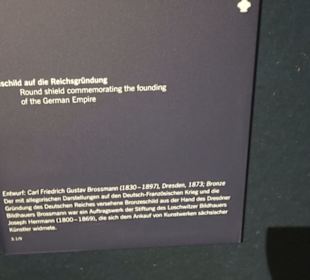 schild auf die Reichsgründung
Round shield commemorating the founding
of the German Empire
Entwurf: Carl Friedrich Gustav Brossmann (1830–1897), Dresden, 1873; Bronze
Der mit allegorischen Darstellungen auf den Deutsch-Französischen Krieg und die
Gründung des Deutschen Reiches versehene Bronzeschild aus der Hand des Dresdner
Bildhauers Brossmann war ein Auftragswerk der Stiftung des Loschwitzer Bildhauers
Joseph Herrmann (1800–1869), die sich dem Ankauf von Kunstwerken sächsischer
Künstler widmete.